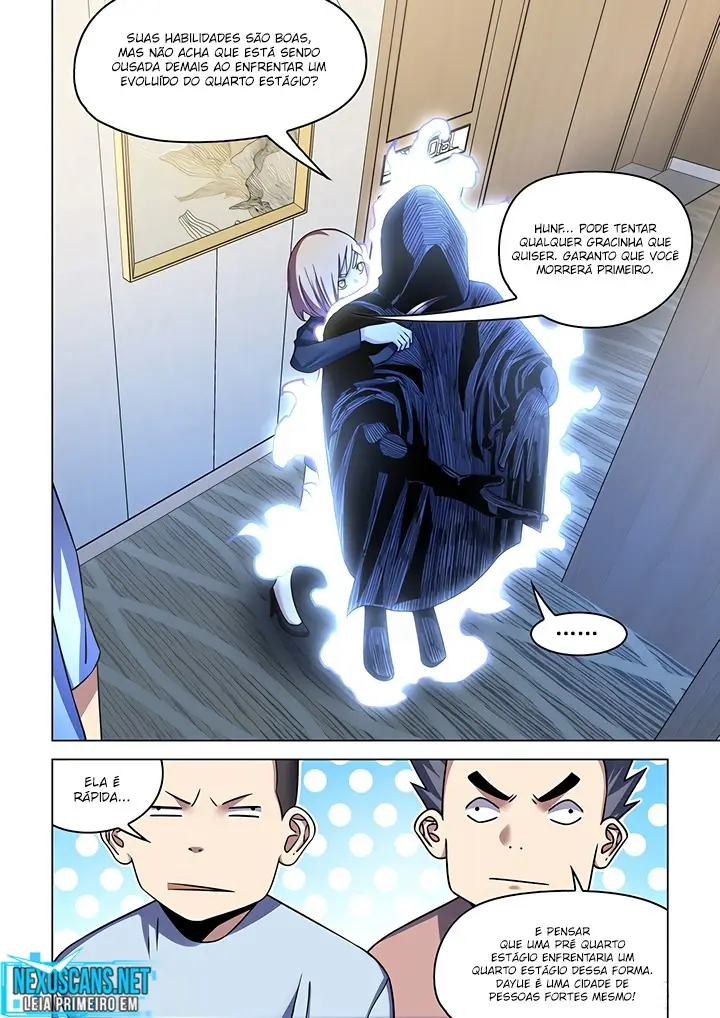 SUAS HABILIDADES SÃO BOAS,
MAS NÃO ACHA QUE ESTÁ SENDO
OUSADA DEMAIS AO ENFRENTAR UM
EVOLUÍDO DO QUARTO ESTÁGIO?
HUNF... PODE TENTAR
QUALQUER GRACINHA QUE
QUISER. GARANTO QUE VOCÊ
MORRERÁ PRIMEIRO.
......
ELA É
RÁPIDA...
E PENSAR
QUE UMA PRÉ QUARTO
ESTÁGIO ENFRENTARIA UM
QUARTO ESTÁGIO DESSA FORMA.
DAYUE É UMA CIDADE DE
PESSOAS FORTES MESMO!
NEXUSCANS.NET
LEIA PRIMEIRO EM